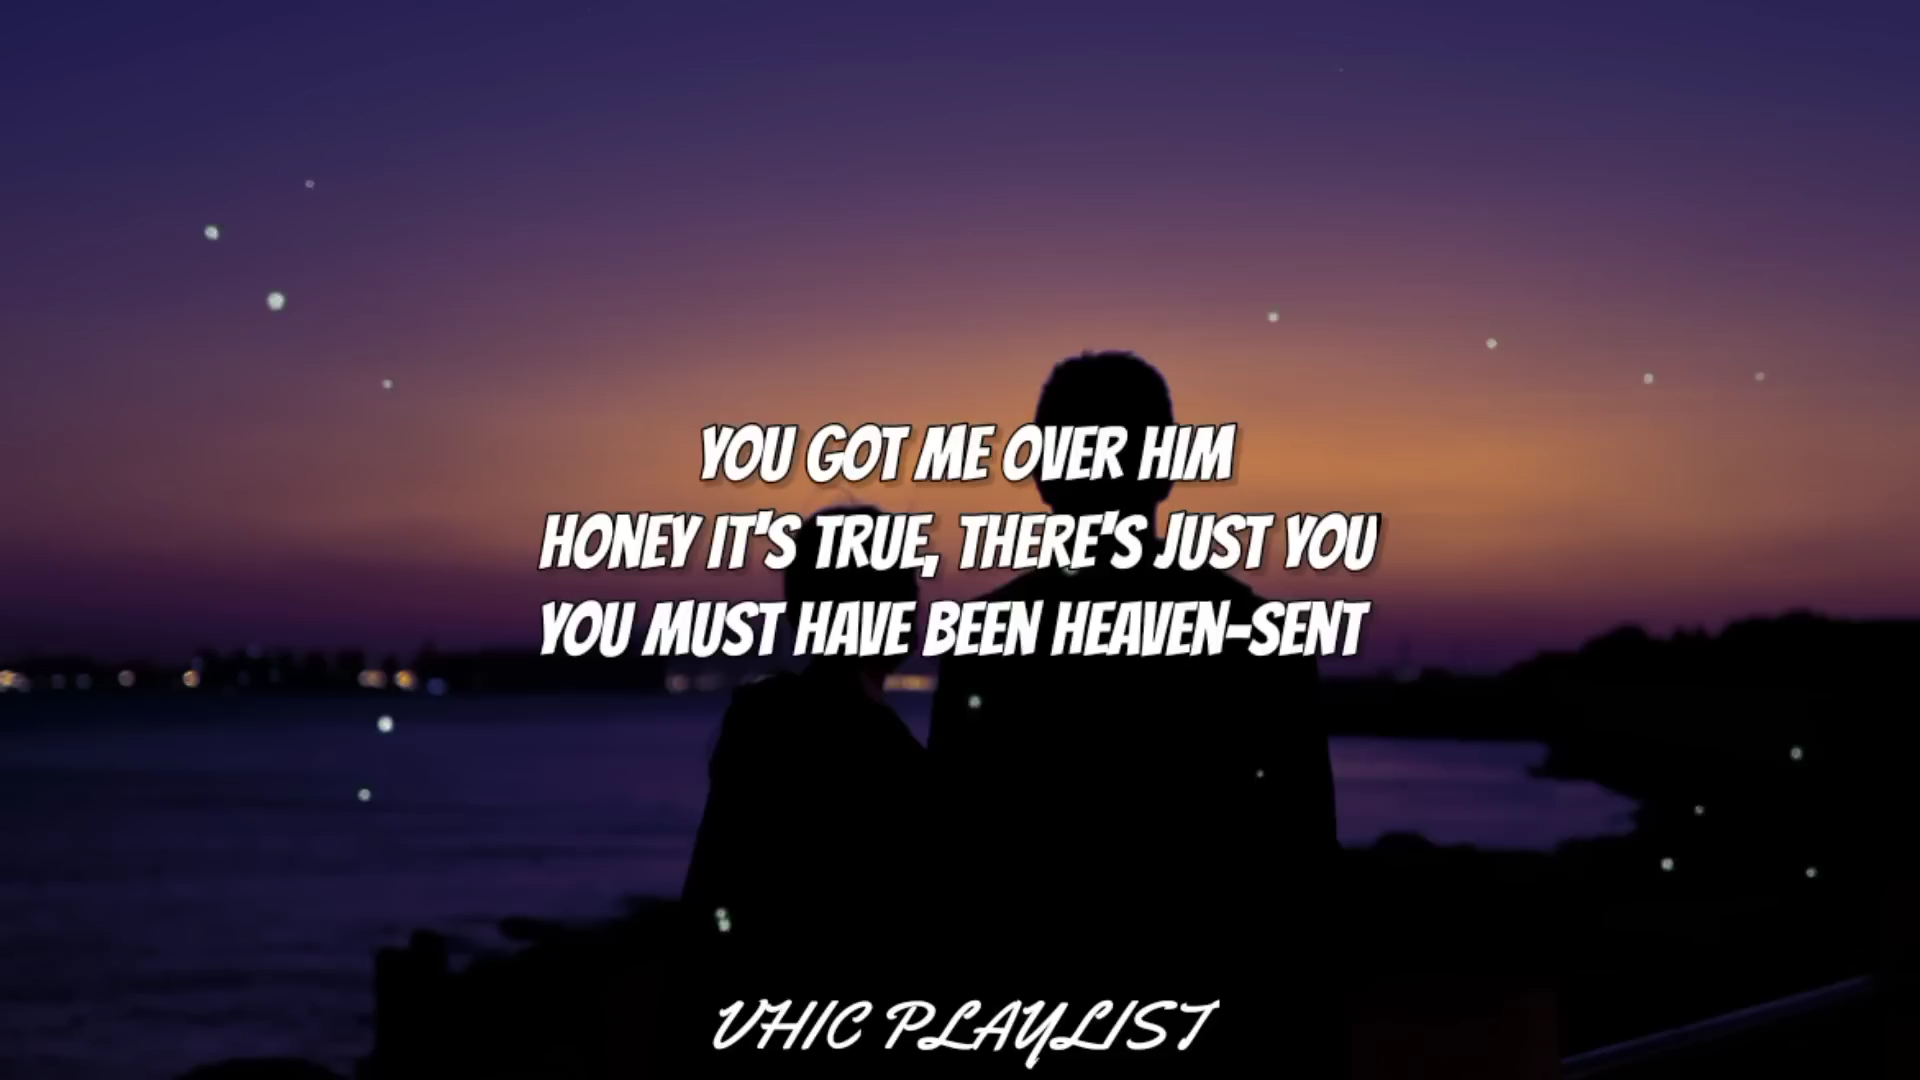 YOU GOT ME OVER HIM
HONEY IT'S TRUE, THERE'S JUST YOU
YOU MUST HAVE BEEN HEAVEN-SENT
VHIC PLAYLIST